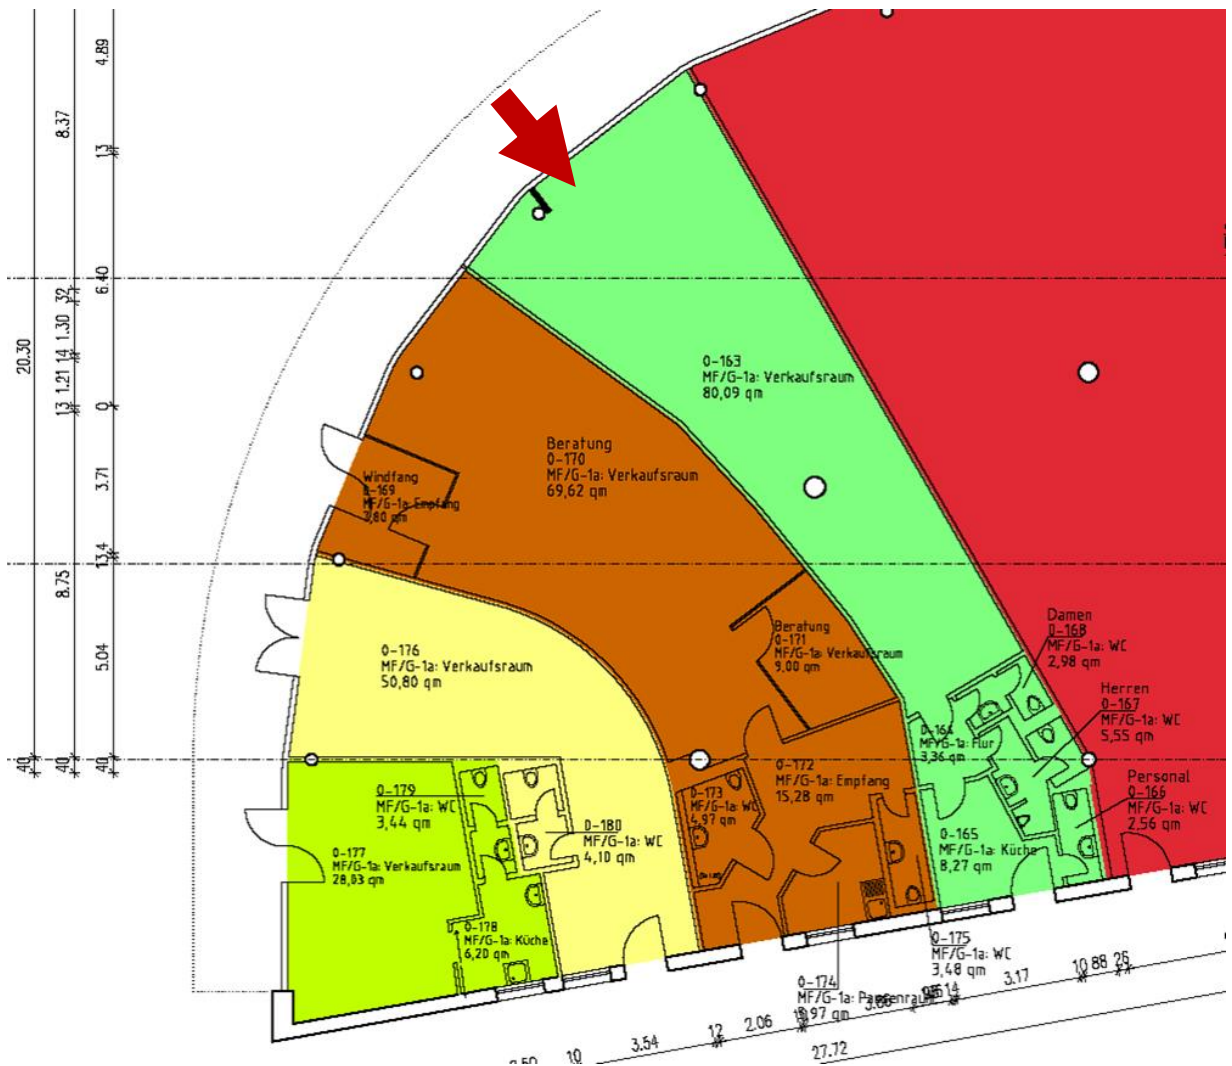 4.89
8.37
13
6.40
32
1.30
14
1.21
13
0
20.30
3.71
13.4
8.75
5.04
40
40
40
0-163
MF/G-1a: Verkaufsraum
80,09 qm
Beratung
0-170
MF/G-1a: Verkaufsraum
69,62 qm
Windfang
0-169
MF/G-1a: Empfang
3,80 qm
0-176
MF/G-1a: Verkaufsraum
50,80 qm
Beratung
0-171
MF/G-1a: Verkaufsraum
9,00 qm
Damen
0-168
MF/G-1a: WC
2,98 qm
Herren
0-167
MF/G-1a: WC
5,55 qm
0-164
MF/G-1a: Flur
3,36 qm
Personal
0-166
MF/G-1a: WC
2,56 qm
0-172
MF/G-1a: Empfang
15,28 qm
0-173
MF/G-1a: WC
4,97 qm
0-179
MF/G-1a: WC
3,44 qm
0-180
MF/G-1a: WC
4,10 qm
0-165
MF/G-1a: Küche
8,27 qm
0-177
MF/G-1a: Verkaufsraum
28,03 qm
0-178
MF/G-1a: Küche
6,20 qm
0-175
MF/G-1a: WC
3,48 qm
0-174
MF/G-1a:
qm
10
3.54
12
2.06
14
3.17
10
88
26
27.72